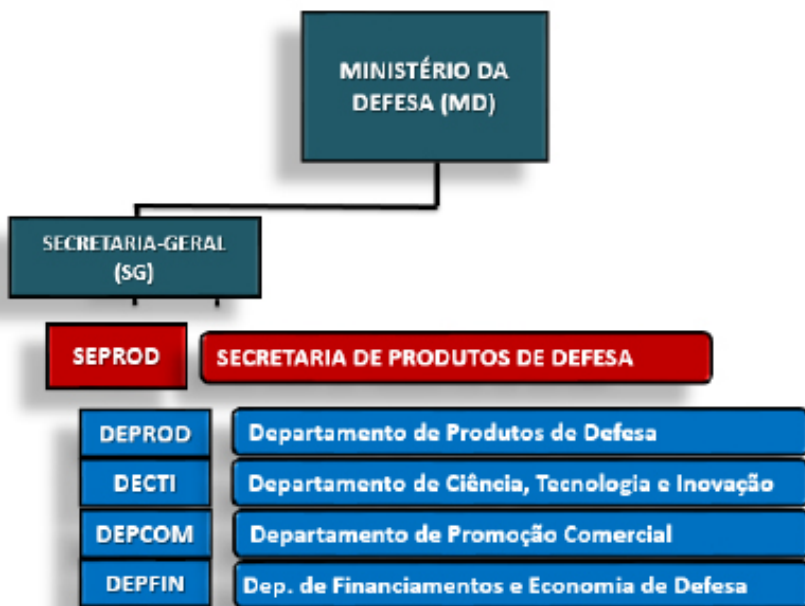 MINISTÉRIO DA
DEFESA (MD)
SECRETARIA-GERAL
(SG)
SEPROD SECRETARIA DE PRODUTOS DE DEFESA
DEPROD Departamento de Produtos de Defesa
DECTI Departamento de Ciência, Tecnologia e Inovação
DEPCOM Departamento de Promoção Comercial
DEPFIN Dep. de Financiamentos e Economia de Defesa